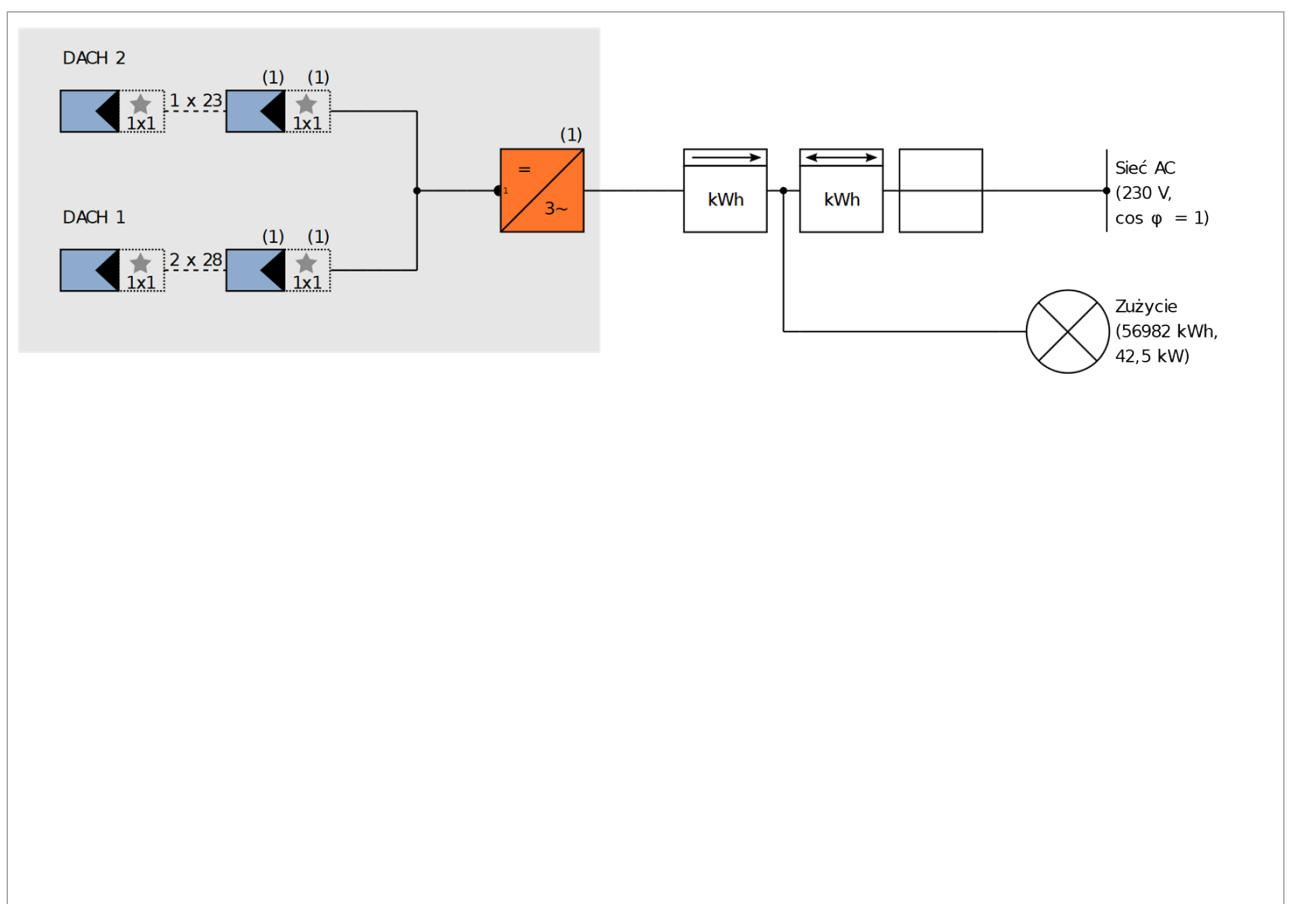 DACH 2
(1) (1)
1 x 23
1x1 1x1
(1)
=
1
3~
DACH 1
(1) (1)
2 x 28
1x1 1x1
kWh
kWh
Sieć AC
(230 V,
cos φ = 1)
Zużycie
(56982 kWh,
42,5 kW)